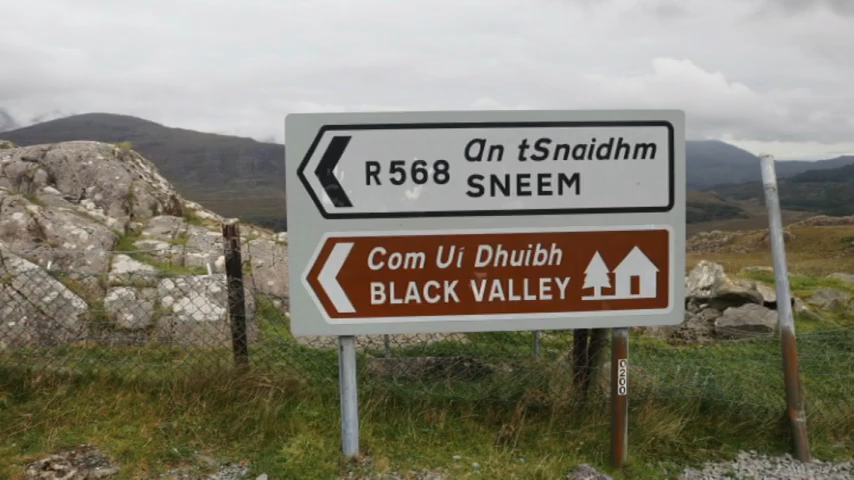 An tSnaidhm
R568 SNEEM
Com Uí Dhuibh
BLACK VALLEY
0200